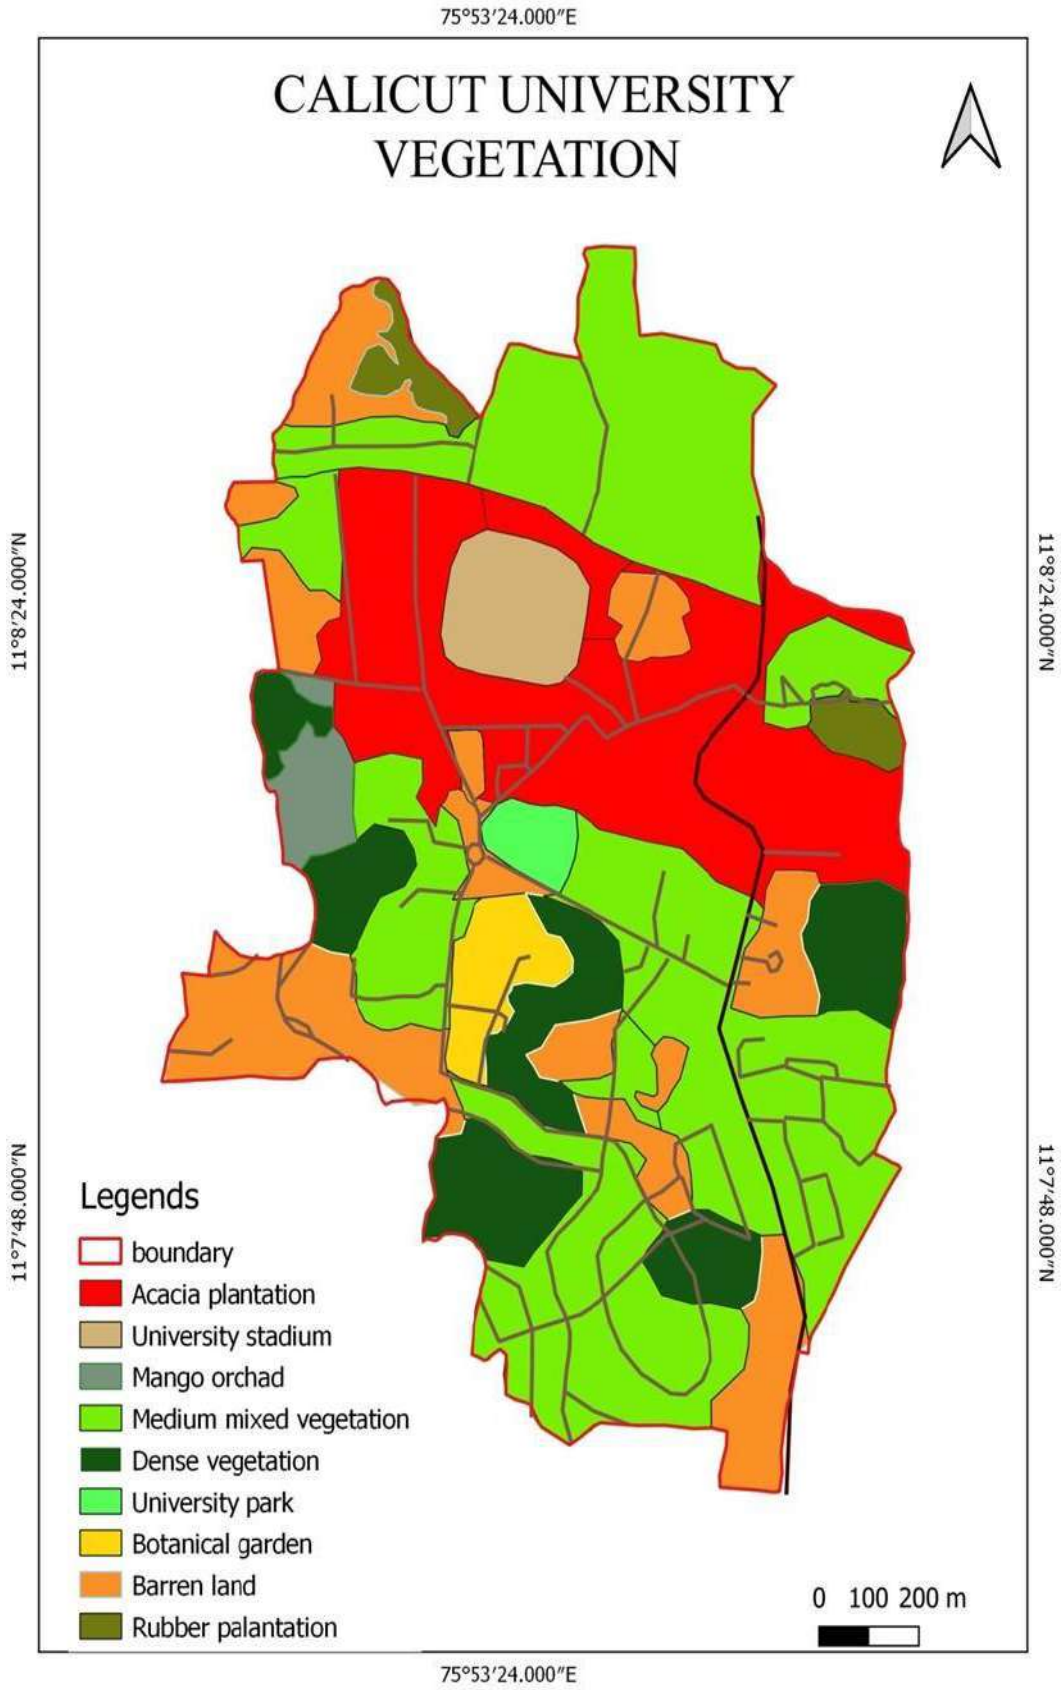 75°53′24.000″E
CALICUT UNIVERSITY
VEGETATION
11°8′24.000″N
11°8′24.000″N
11°7′48.000″N
11°7′48.000″N
Legends
boundary
Acacia plantation
University stadium
Mango orchad
Medium mixed vegetation
Dense vegetation
University park
Botanical garden
Barren land
Rubber palantation
0 100 200 m
75°53′24.000″E